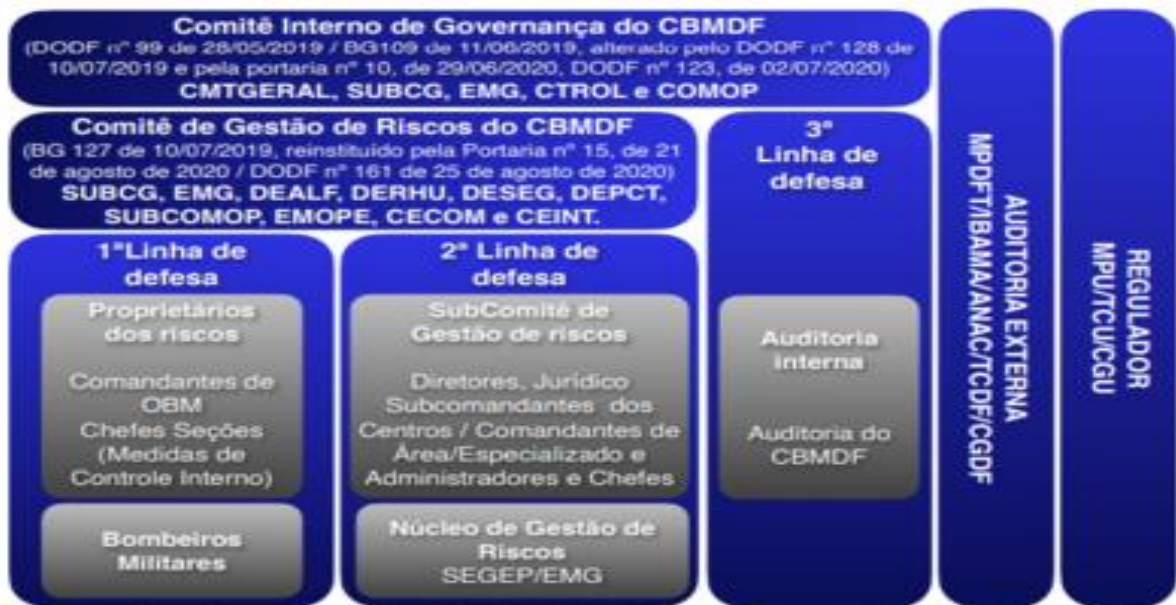 Comitê Interno de Governança do CBMDF
(DODF nº 99 de 28/05/2019 / BG109 de 11/06/2019, alterado pelo DODF nº 128 de
10/07/2019 e pela portaria nº 10, de 29/06/2020, DODF nº 123, de 02/07/2020)
CMTGERAL, SUBCG, EMG, CTROL e COMOP
Comitê de Gestão de Riscos do CBMDF
(BG 127 de 10/07/2019, reinstituído pela Portaria nº 15, de 21
de agosto de 2020 / DODF nº 161 de 25 de agosto de 2020)
SUBCG, EMG, DEALF, DERHU, DESEG, DEPCT,
SUBCOMOP, EMOPE, CECOM e CEINT.
1ªLinha de
defesa
Proprietários
dos riscos
Comandantes de
OBM
Chefes Seções
(Medidas de
Controle Interno)
Bombeiros
Militares
2ª Linha de
defesa
SubComitê de
Gestão de riscos
Diretores, Jurídico
Subcomandantes dos
Centros / Comandantes de
Área/Especializado e
Administradores e Chefes
Núcleo de Gestão de
Riscos
SEGEP/EMG
3ª
Linha de
defesa
Auditoria
interna
Auditoria do
CBMDF
AUDITORIA EXTERNA
MPDFT/IBAMA/ANAC/TCDF/CGDF
REGULADOR
MPU/TCU/CGU